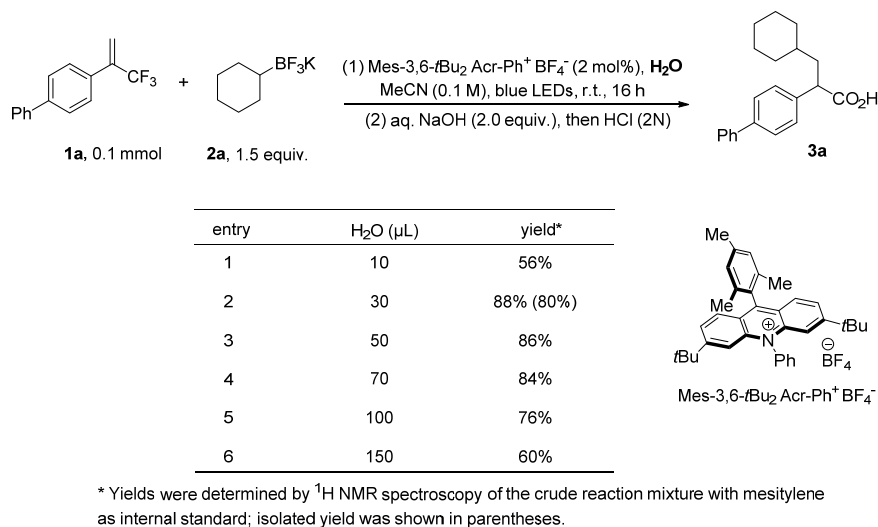 Ph
CF3
1a, 0.1 mmol
+
BF3K
2a, 1.5 equiv.
(1) Mes-3,6-tBu2 Acr-Ph+ BF4- (2 mol%), H2O
MeCN (0.1 M), blue LEDs, r.t., 16 h
(2) aq. NaOH (2.0 equiv.), then HCl (2N)
Ph
CO2H
3a
entry H2O (μL) yield*
1 10 56%
2 30 88% (80%)
3 50 86%
4 70 84%
5 100 76%
6 150 60%
Me
Me
Me
tBu
N
+
Ph
tBu
−
BF4
Mes-3,6-tBu2 Acr-Ph+ BF4-
* Yields were determined by 1H NMR spectroscopy of the crude reaction mixture with mesitylene
as internal standard; isolated yield was shown in parentheses.